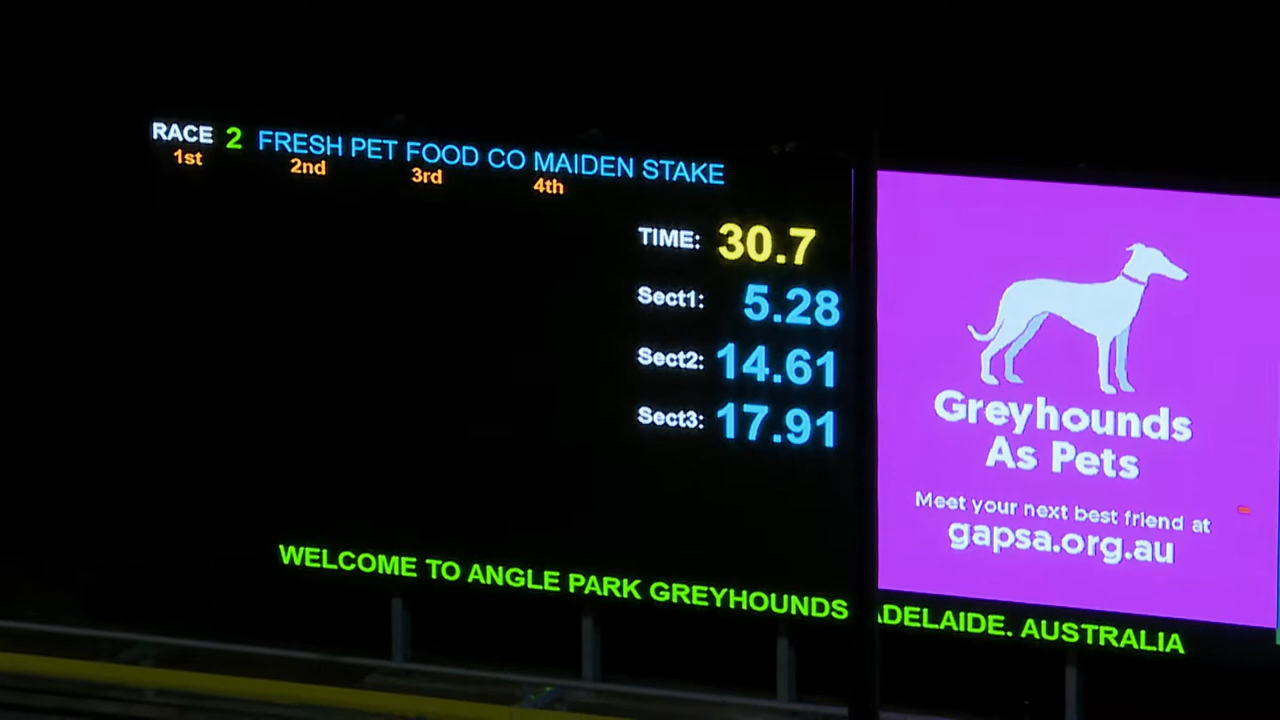 RACE 2 FRESH PET FOOD CO MAIDEN STAKE
1st 2nd 3rd 4th
TIME: 30.7
Sect1: 5.28
Sect2: 14.61
Sect3: 17.91
Greyhounds
As Pets
Meet your next best friend at
gapsa.org.au
WELCOME TO ANGLE PARK GREYHOUNDS ADELAIDE. AUSTRALIA